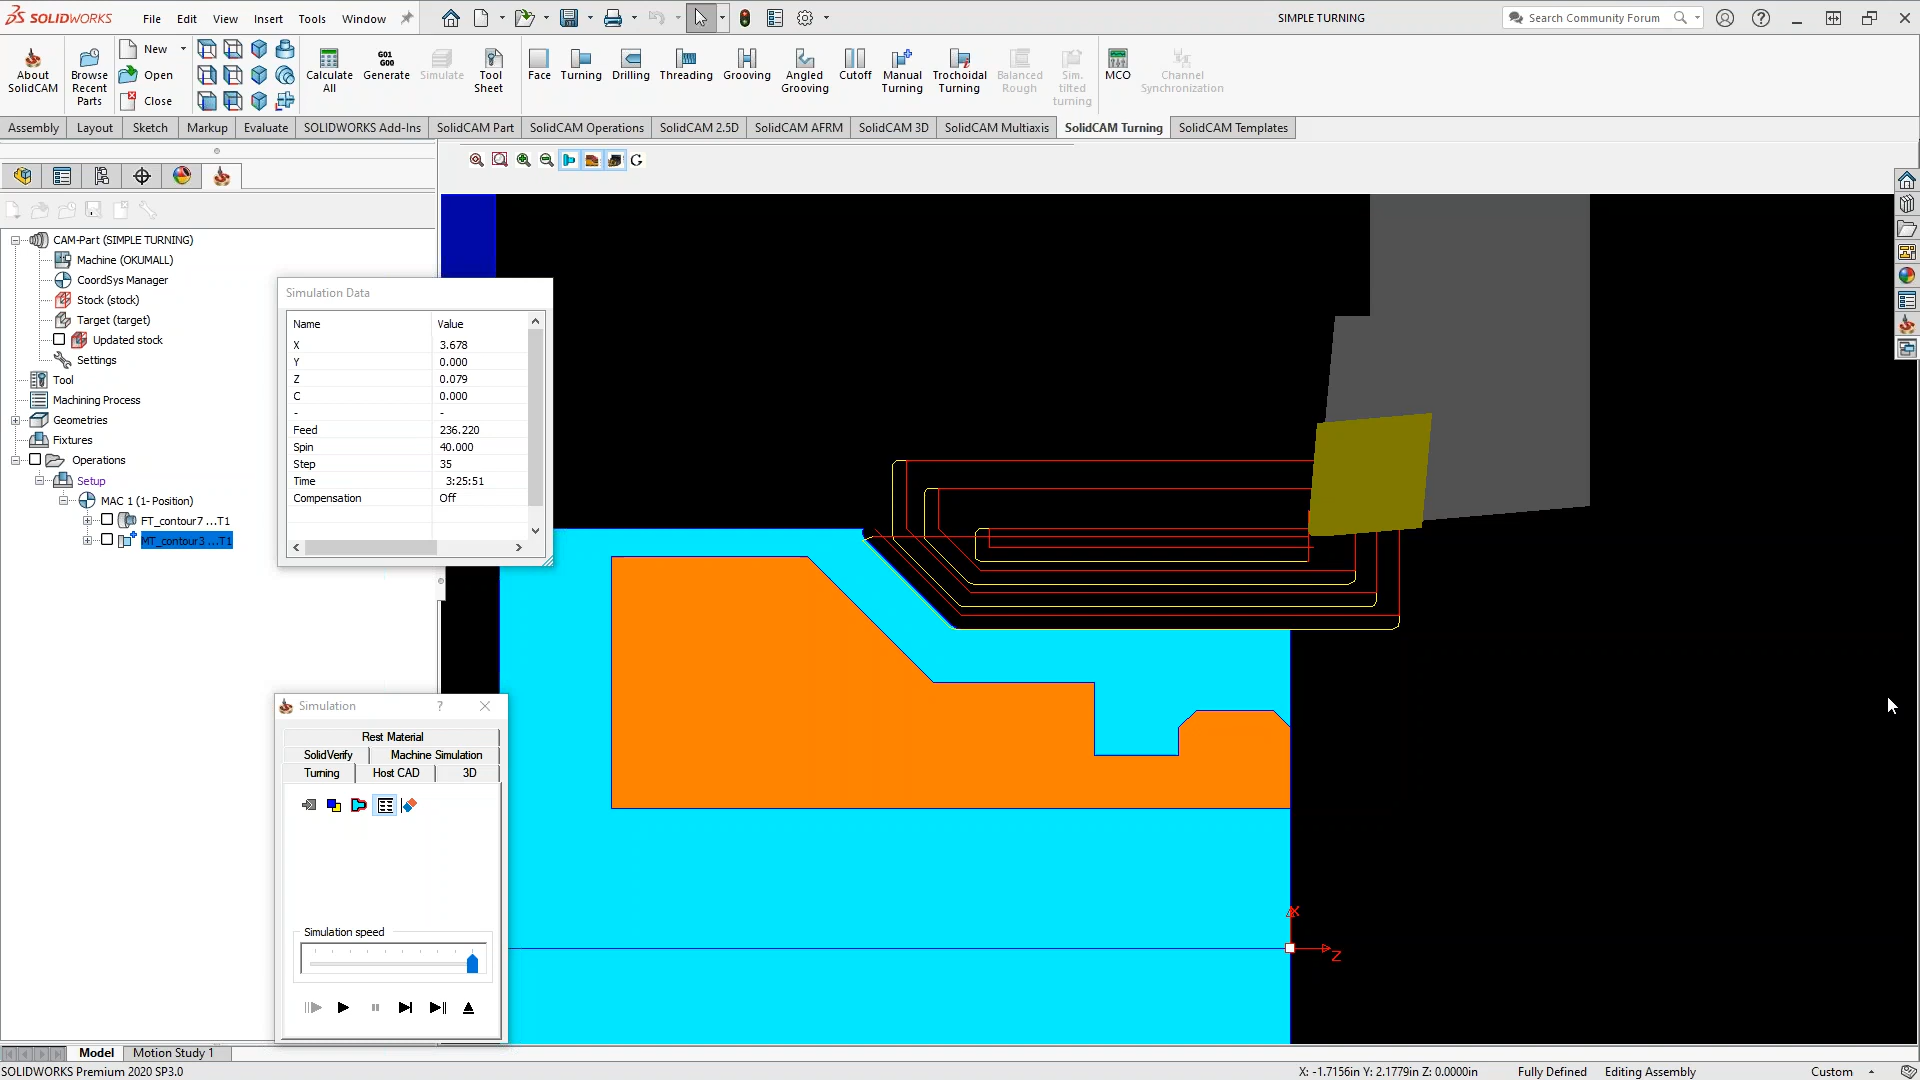 SOLIDWORKS File Edit View Insert Tools Window SIMPLE TURNING Search Community Forum
About SolidCAM
Browse Recent Parts
New
Open
Close
Calculate All
G01 G00
Generate
Simulate
Tool Sheet
Face
Turning
Drilling
Threading
Grooving
Angled Grooving
Cutoff
Manual Turning
Trochoidal Turning
Balanced Rough
Sim. tilted turning
MCO
Channel Synchronization
Assembly Layout Sketch Markup Evaluate SOLIDWORKS Add-Ins SolidCAM Part SolidCAM Operations SolidCAM 2.5D SolidCAM AFRM SolidCAM 3D SolidCAM Multiaxis SolidCAM Turning SolidCAM Templates
CAM-Part (SIMPLE TURNING)
Machine (OKUMALL)
CoordSys Manager
Stock (stock)
Target (target)
Updated stock
Settings
Tool
Machining Process
Geometries
Fixtures
Operations
Setup
MAC 1 (1- Position)
FT_contour7 ...T1
MT_contour3 ...T1
Simulation Data
Name Value
X 3.678
Y 0.000
Z 0.079
C 0.000
- -
Feed 236.220
Spin 40.000
Step 35
Time 3:25:51
Compensation Off
Simulation ?
Rest Material
SolidVerify Machine Simulation
Turning Host CAD 3D
Simulation speed
X
Z
Model Motion Study 1
SOLIDWORKS Premium 2020 SP3.0 X: -1.7156in Y: 2.1779in Z: 0.0000in Fully Defined Editing Assembly Custom